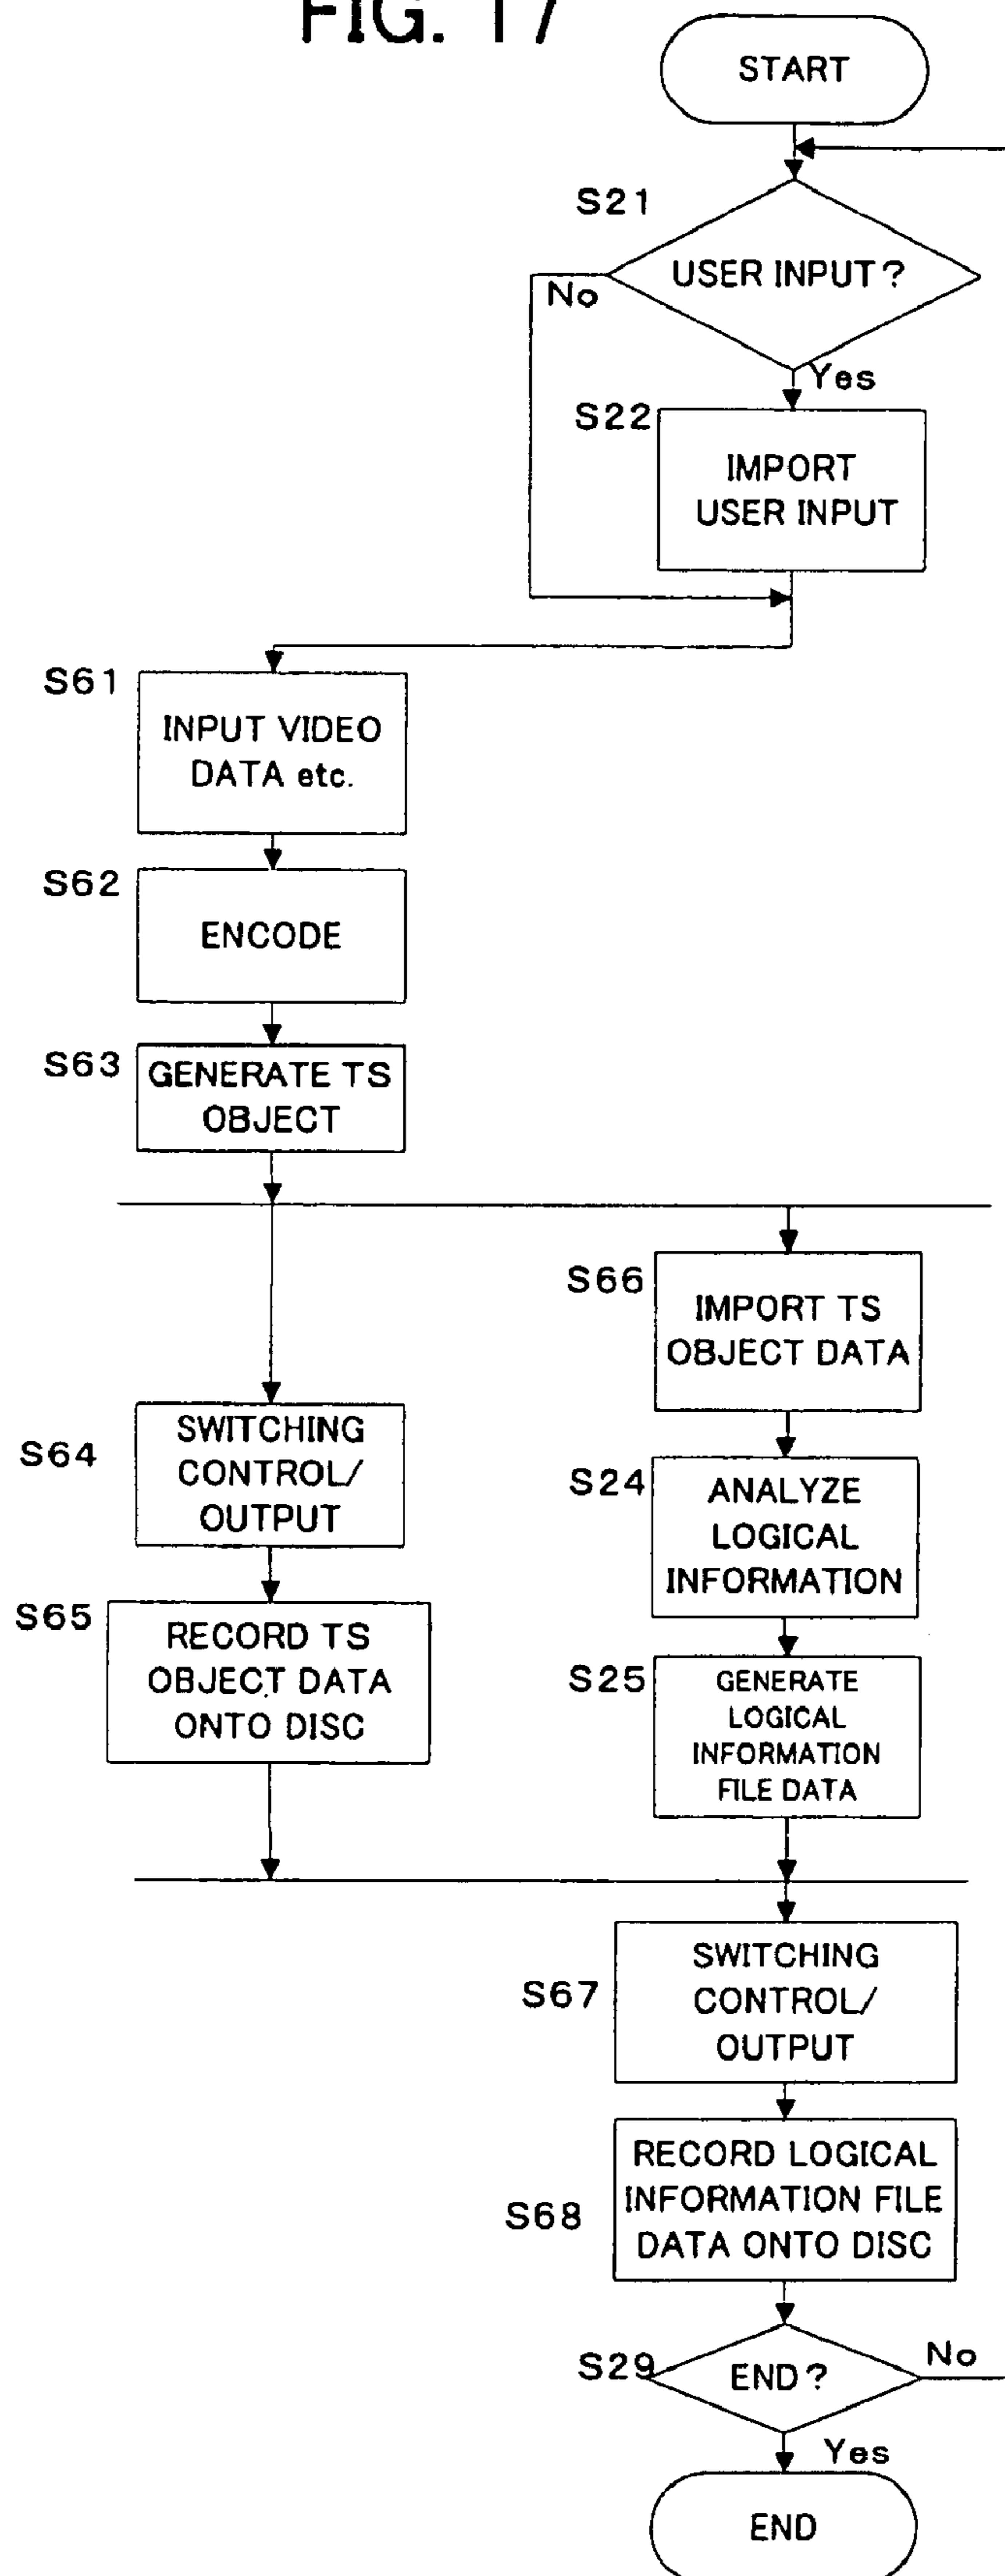 FIG. 17
START
S21
USER INPUT?
No
Yes
S22
IMPORT
USER INPUT
S61
INPUT VIDEO
DATA etc.
S62
ENCODE
S63
GENERATE TS
OBJECT
S66
IMPORT TS
OBJECT DATA
S64
SWITCHING
CONTROL/
OUTPUT
S24
ANALYZE
LOGICAL
INFORMATION
S65
RECORD TS
OBJECT DATA
ONTO DISC
S25
GENERATE
LOGICAL
INFORMATION
FILE DATA
S67
SWITCHING
CONTROL/
OUTPUT
S68
RECORD LOGICAL
INFORMATION FILE
DATA ONTO DISC
S29
END?
No
Yes
END